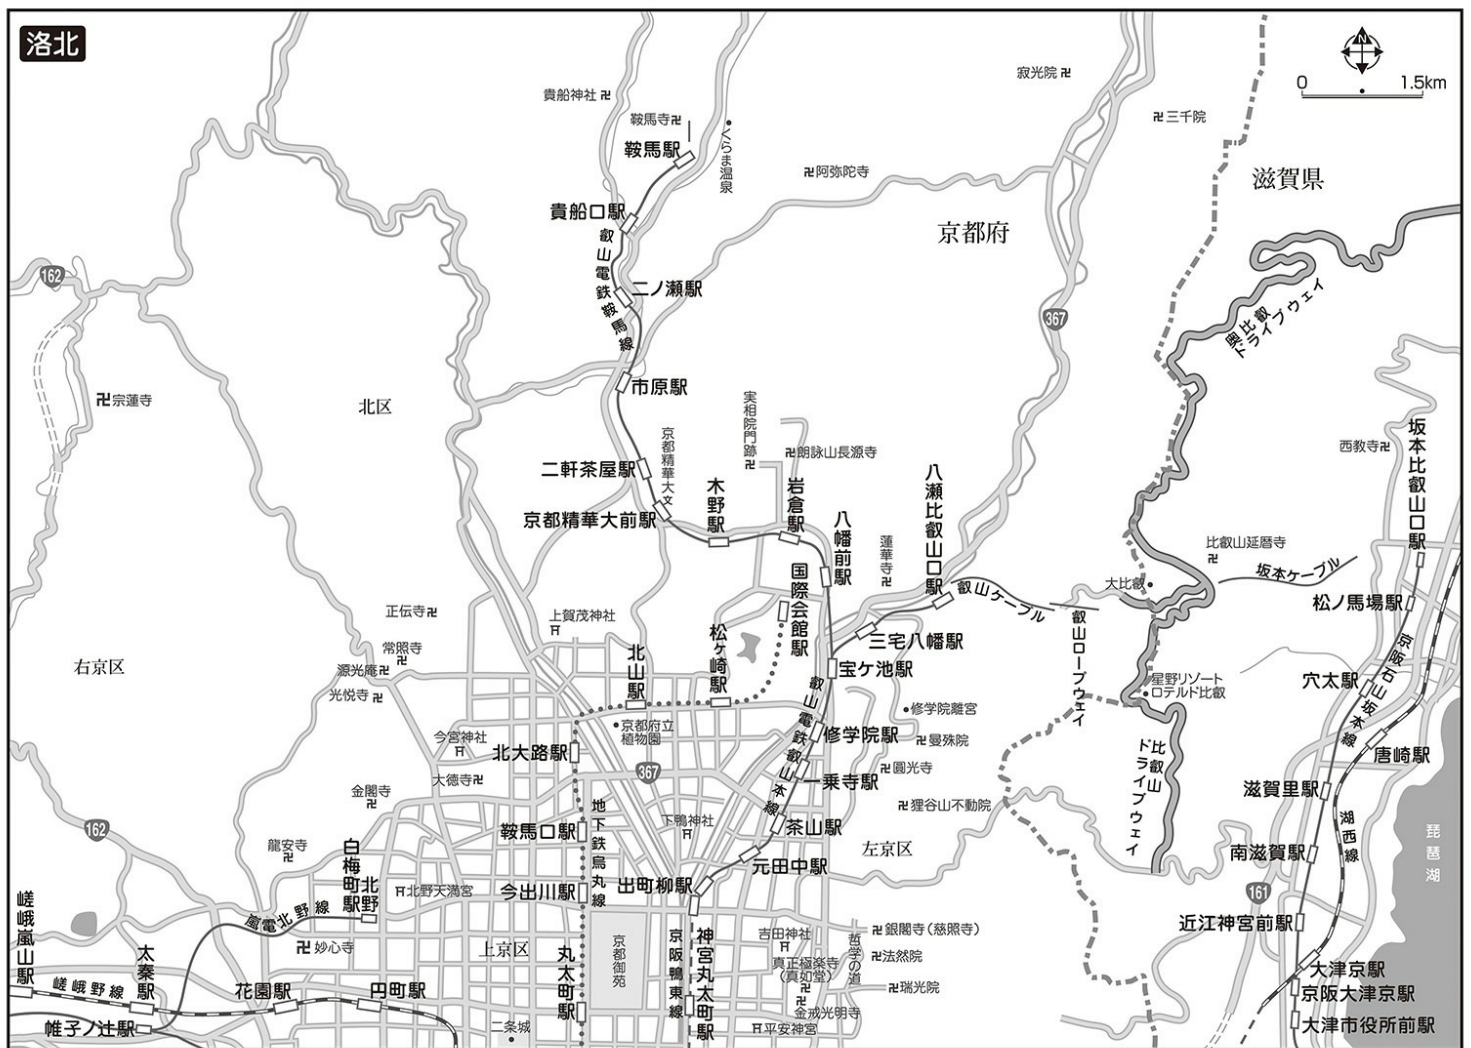 洛北
N
0 1.5km
寂光院
貴船神社
鞍馬寺
三千院
鞍馬駅
くらま温泉
阿弥陀寺
滋賀県
貴船口駅
京都府
叡山電鉄鞍馬線
162
二ノ瀬駅
367
奥比叡
ドライブウェイ
市原駅
宗蓮寺
北区
実相院門跡
朗詠山長源寺
西教寺
坂本比叡山口駅
京都精華大
二軒茶屋駅
木野駅
岩倉駅
八瀬比叡山口駅
京都精華大前駅
八幡前駅
蓮華寺
比叡山延暦寺
国際会館駅
大比叡
坂本ケーブル
叡山ケーブル
松ノ馬場駅
正伝寺
上賀茂神社
叡山ロープウェイ
常照寺
松ヶ崎駅
三宅八幡駅
京阪石山坂本線
右京区
源光庵
北山駅
宝ケ池駅
星野リゾート
ロテルド比叡
穴太駅
光悦寺
叡山電鉄叡山本線
修学院離宮
京都府立
植物園
今宮神社
北大路駅
修学院駅
曼殊院
唐崎駅
比叡山
ドライブウェイ
大徳寺
367
圓光寺
一乗寺駅
滋賀里駅
金閣寺
狸谷山不動院
地下鉄烏丸線
下鴨神社
162
鞍馬口駅
茶山駅
湖西線
琵琶湖
龍安寺
北野
白梅町駅
左京区
南滋賀駅
元田中駅
北野天満宮
今出川駅
出町柳駅
161
嵯峨嵐山駅
嵐電北野線
近江神宮前駅
妙心寺
上京区
京都御苑
京阪鴨東線
神宮丸太町駅
吉田神社
哲学の道
銀閣寺(慈照寺)
太秦駅
丸太町駅
真正極楽寺
(真如堂)
法然院
大津京駅
嵯峨野線
花園駅
円町駅
瑞光院
京阪大津京駅
金戒光明寺
帷子ノ辻駅
二条城
平安神宮
大津市役所前駅